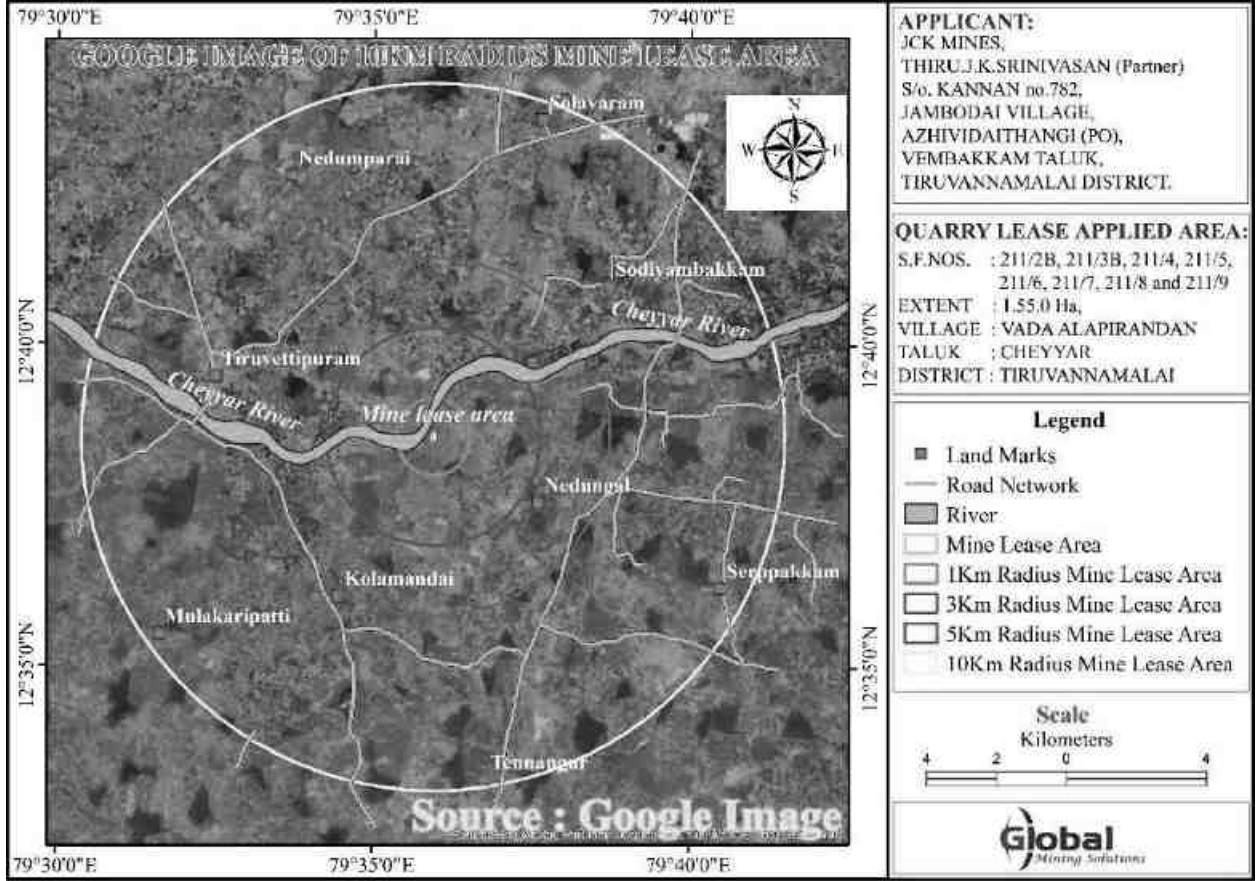 79°30'0"E
79°35'0"E
79°40'0"E
GOOGLE IMAGE OF 10KM RADIUS MINE LEASE AREA
Solavaram
Nedumparai
N
W
E
S
Sodiyambakkam
Cheyyar River
12°40'0"N
12°40'0"N
Tiruvettipuram
Cheyyar River
Mine lease area
Nedungal
Kolamandai
Serppakkam
Mulakaripatti
12°35'0"N
12°35'0"N
Tennangur
Source : Google Image
79°30'0"E
79°35'0"E
79°40'0"E
APPLICANT:
JCK MINES,
THIRU.J.K.SRINIVASAN (Partner)
S/o. KANNAN no.782,
JAMBODAI VILLAGE,
AZHIVIDAITHANGI (PO),
VEMBAKKAM TALUK,
TIRUVANNAMALAI DISTRICT.
QUARRY LEASE APPLIED AREA:
S.F.NOS. : 211/2B, 211/3B, 211/4, 211/5,
211/6, 211/7, 211/8 and 211/9
EXTENT : 1.55.0 Ha,
VILLAGE : VADA ALAPIRANDAN
TALUK : CHEYYAR
DISTRICT : TIRUVANNAMALAI
Legend
Land Marks
Road Network
River
Mine Lease Area
1Km Radius Mine Lease Area
3Km Radius Mine Lease Area
5Km Radius Mine Lease Area
10Km Radius Mine Lease Area
Scale
Kilometers
4 2 0 4
Global
Mining Solutions